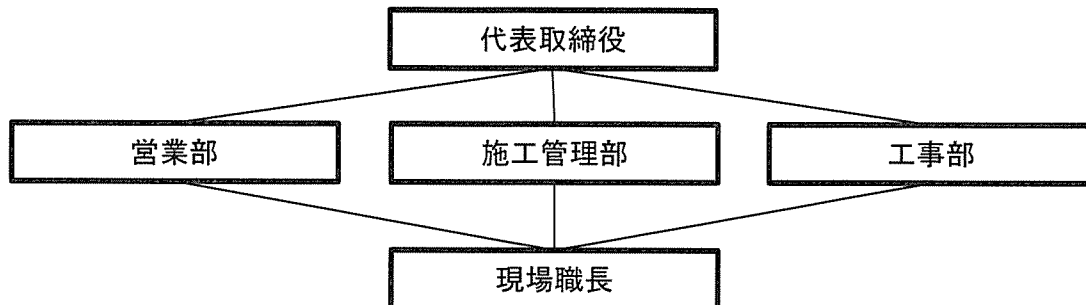 代表取締役
営業部
施工管理部
工事部
現場職長